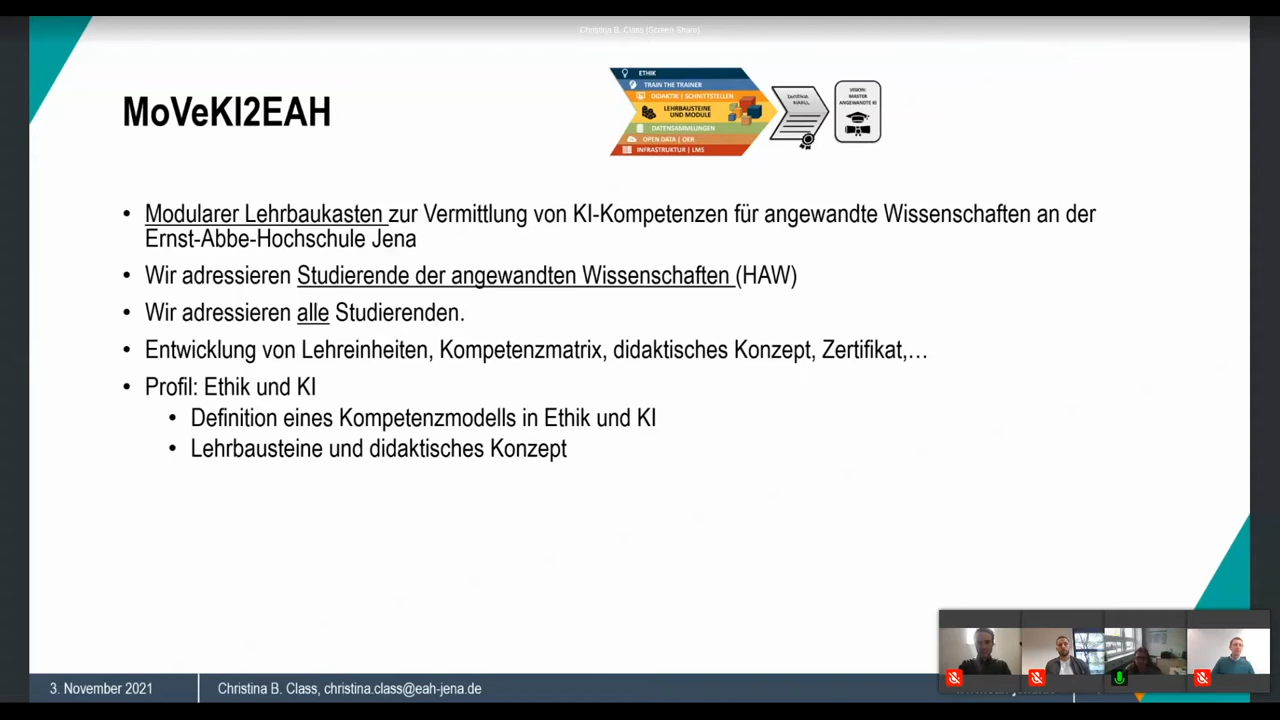 Christina B. Class (Screen Share)
MoVeKI2EAH
ETHIK
TRAIN THE TRAINER
DIDAKTIK | SCHNITTSTELLEN
LEHRBAUSTEINE
UND MODULE
DATENSAMMLUNGEN
OPEN DATA | OER
INFRASTRUKTUR | LMS
VISION
MASTER
ANGEWANDTE KI
• Modularer Lehrbaukasten zur Vermittlung von KI-Kompetenzen für angewandte Wissenschaften an der
Ernst-Abbe-Hochschule Jena
• Wir adressieren Studierende der angewandten Wissenschaften (HAW)
• Wir adressieren alle Studierenden.
• Entwicklung von Lehreinheiten, Kompetenzmatrix, didaktisches Konzept, Zertifikat,…
• Profil: Ethik und KI
• Definition eines Kompetenzmodells in Ethik und KI
• Lehrbausteine und didaktisches Konzept
3. November 2021
Christina B. Class, christina.class@eah-jena.de